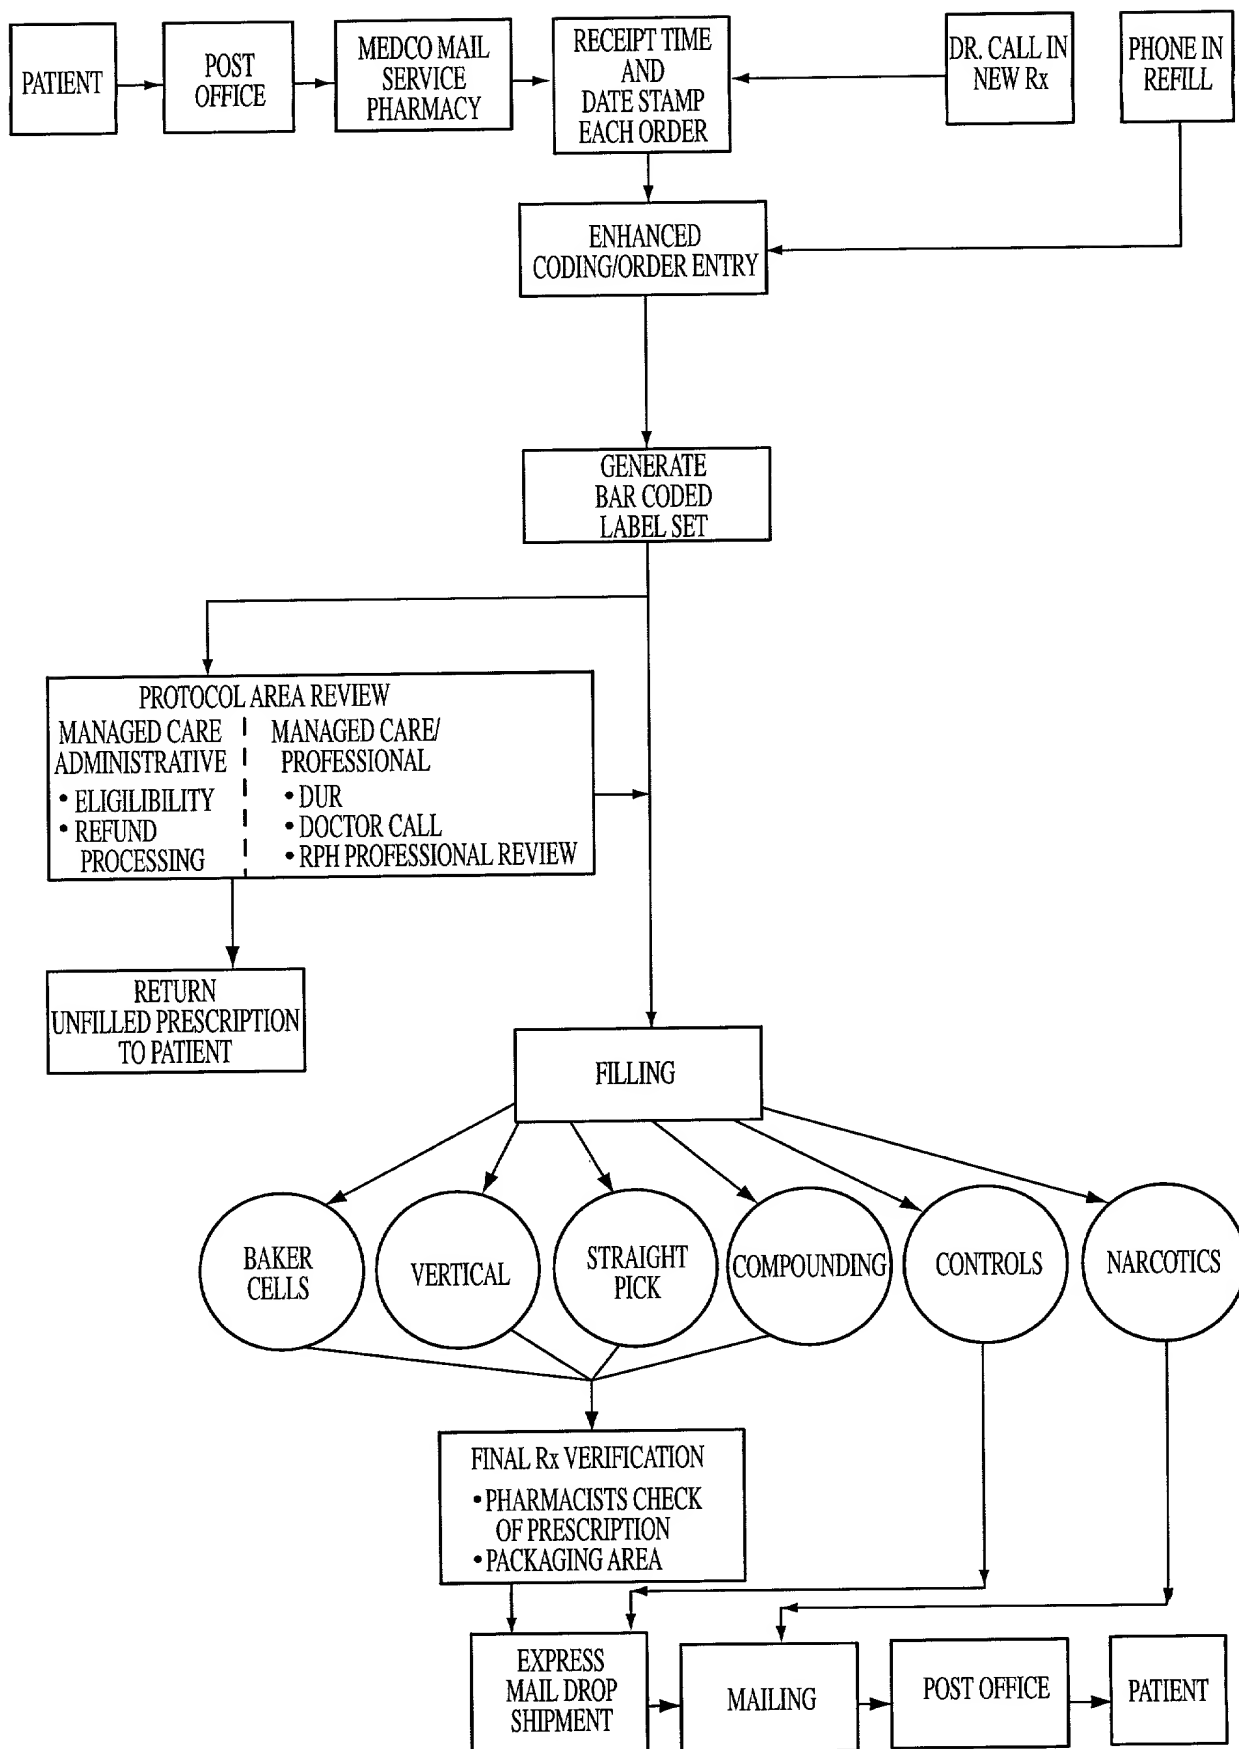 PATIENT
POST
OFFICE
MEDCO MAIL
SERVICE
PHARMACY
RECEIPT TIME
AND
DATE STAMP
EACH ORDER
DR. CALL IN
NEW Rx
PHONE IN
REFILL
ENHANCED
CODING/ORDER ENTRY
GENERATE
BAR CODED
LABEL SET
PROTOCOL AREA REVIEW
MANAGED CARE
ADMINISTRATIVE
• ELIGILIBILITY
• REFUND
PROCESSING
MANAGED CARE/
PROFESSIONAL
• DUR
• DOCTOR CALL
• RPH PROFESSIONAL REVIEW
RETURN
UNFILLED PRESCRIPTION
TO PATIENT
FILLING
BAKER
CELLS
VERTICAL
STRAIGHT
PICK
COMPOUNDING
CONTROLS
NARCOTICS
FINAL Rx VERIFICATION
• PHARMACISTS CHECK
OF PRESCRIPTION
• PACKAGING AREA
EXPRESS
MAIL DROP
SHIPMENT
MAILING
POST OFFICE
PATIENT